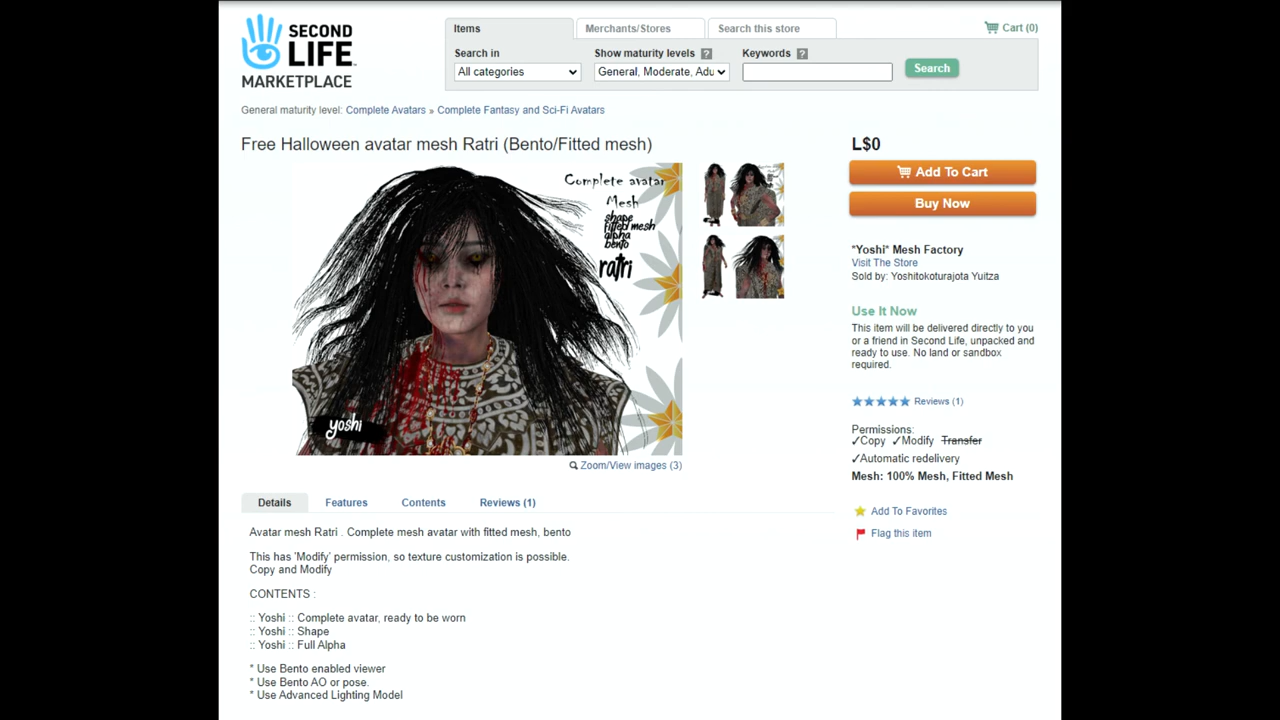 SECOND
LIFE
MARKETPLACE
Items
Merchants/Stores
Search this store
Cart (0)
Search in
Show maturity levels ?
Keywords ?
All categories
General, Moderate, Adu
Search
General maturity level: Complete Avatars » Complete Fantasy and Sci-Fi Avatars
Free Halloween avatar mesh Ratri (Bento/Fitted mesh)
Complete avatar
Mesh
shape
fitted mesh
alpha
bento
ratri
yoshi
Zoom/View images (3)
L$0
Add To Cart
Buy Now
*Yoshi* Mesh Factory
Visit The Store
Sold by: Yoshitokoturajota Yuitza
Use It Now
This item will be delivered directly to you
or a friend in Second Life, unpacked and
ready to use. No land or sandbox
required.
Reviews (1)
Permissions:
✓Copy ✓Modify Transfer
✓Automatic redelivery
Mesh: 100% Mesh, Fitted Mesh
Add To Favorites
Flag this item
Details
Features
Contents
Reviews (1)
Avatar mesh Ratri . Complete mesh avatar with fitted mesh, bento
This has 'Modify' permission, so texture customization is possible.
Copy and Modify
CONTENTS :
:: Yoshi :: Complete avatar, ready to be worn
:: Yoshi :: Shape
:: Yoshi :: Full Alpha
* Use Bento enabled viewer
* Use Bento AO or pose.
* Use Advanced Lighting Model